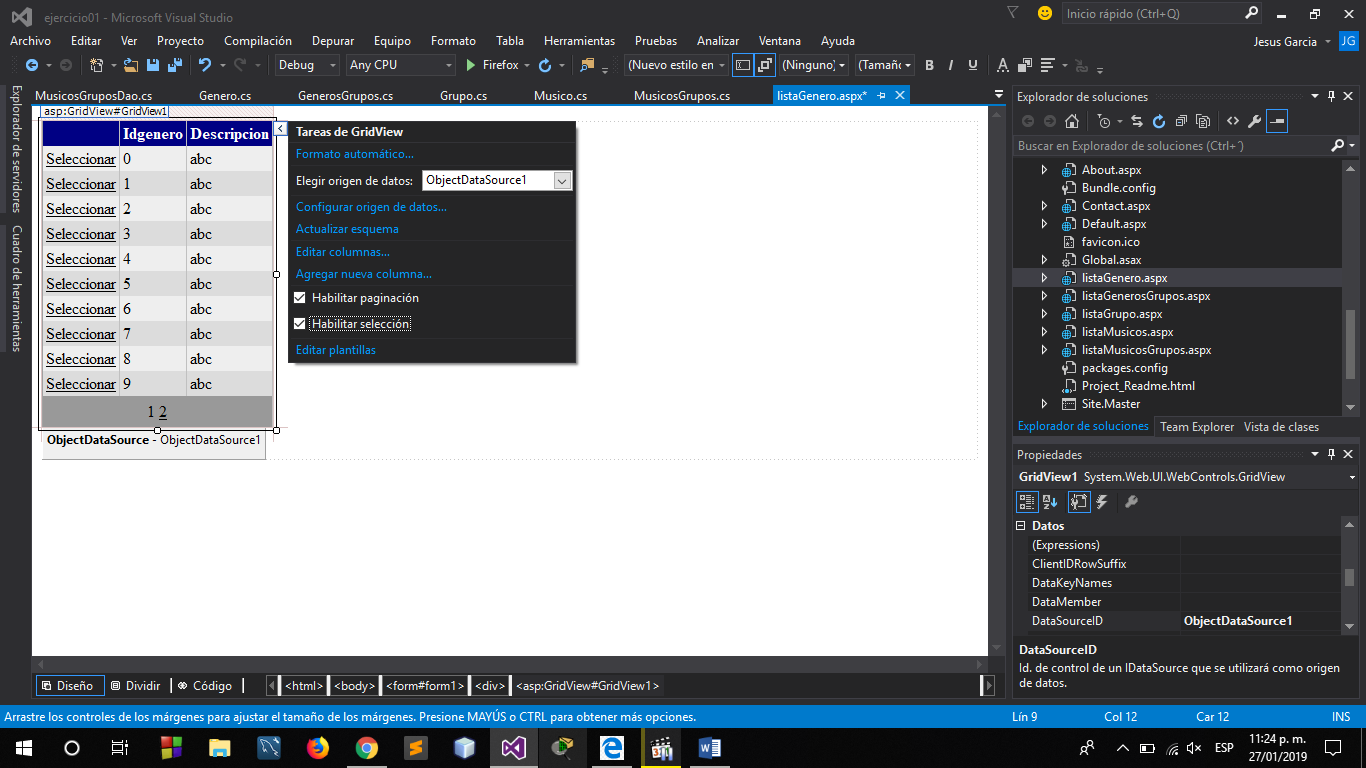 ejercicio01 - Microsoft Visual Studio
Inicio rápido (Ctrl+Q)
Archivo Editar Ver Proyecto Compilación Depurar Equipo Formato Tabla Herramientas Pruebas Analizar Ventana Ayuda
Jesus Garcia JG
Debug Any CPU Firefox (Nuevo estilo en (Ninguno) (Tamaño B I U A
Explorador de servidores
Cuadro de herramientas
MusicosGruposDao.cs Genero.cs GenerosGrupos.cs Grupo.cs Musico.cs MusicosGrupos.cs listaGenero.aspx*
asp:GridView#GridView1
Idgenero Descripcion
Seleccionar 0 abc
Seleccionar 1 abc
Seleccionar 2 abc
Seleccionar 3 abc
Seleccionar 4 abc
Seleccionar 5 abc
Seleccionar 6 abc
Seleccionar 7 abc
Seleccionar 8 abc
Seleccionar 9 abc
1 2
ObjectDataSource - ObjectDataSource1
Tareas de GridView
Formato automático...
Elegir origen de datos: ObjectDataSource1
Configurar origen de datos...
Actualizar esquema
Editar columnas...
Agregar nueva columna...
Habilitar paginación
Habilitar selección
Editar plantillas
Explorador de soluciones
Buscar en Explorador de soluciones (Ctrl+´)
About.aspx
Bundle.config
Contact.aspx
Default.aspx
favicon.ico
Global.asax
listaGenero.aspx
listaGenerosGrupos.aspx
listaGrupo.aspx
listaMusicos.aspx
listaMusicosGrupos.aspx
packages.config
Project_Readme.html
Site.Master
Explorador de soluciones Team Explorer Vista de clases
Propiedades
GridView1 System.Web.UI.WebControls.GridView
Datos
(Expressions)
ClientIDRowSuffix
DataKeyNames
DataMember
DataSourceID ObjectDataSource1
DataSourceID
Id. de control de un IDataSource que se utilizará como origen
de datos.
Diseño Dividir Código <html> <body> <form#form1> <div> <asp:GridView#GridView1>
Arrastre los controles de los márgenes para ajustar el tamaño de los márgenes. Presione MAYÚS o CTRL para obtener más opciones.
Lín 9 Col 12 Car 12 INS
ESP
11:24 p. m.
27/01/2019